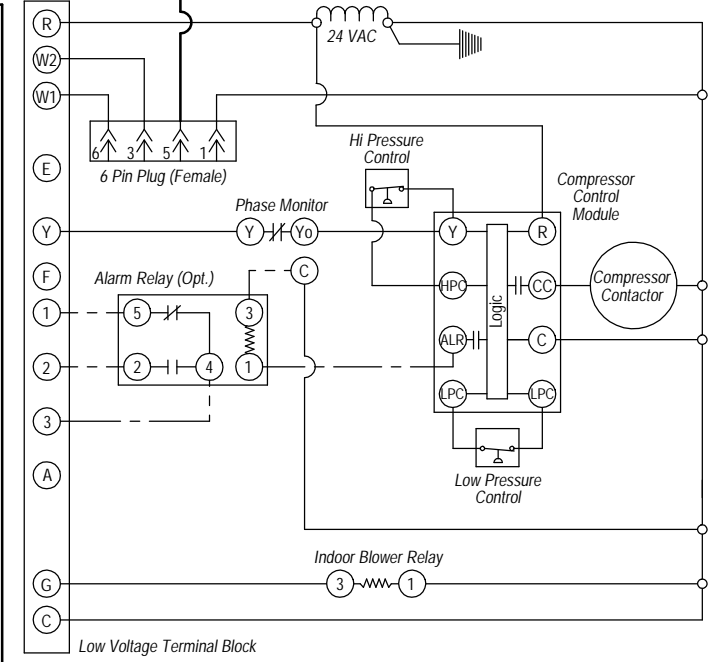 R
24 VAC
W2
W1
6 3 5 1
6 Pin Plug (Female)
Hi Pressure
Control
E
Compressor
Control
Module
Phase Monitor
Y
Y Yo
Y
R
F
Alarm Relay (Opt.)
C
HPC
CC
Compressor
Contactor
1
5
3
Logic
2
2
4
1
ALR
C
3
LPC
LPC
A
Low Pressure
Control
Indoor Blower Relay
G
3 1
C
Low Voltage Terminal Block